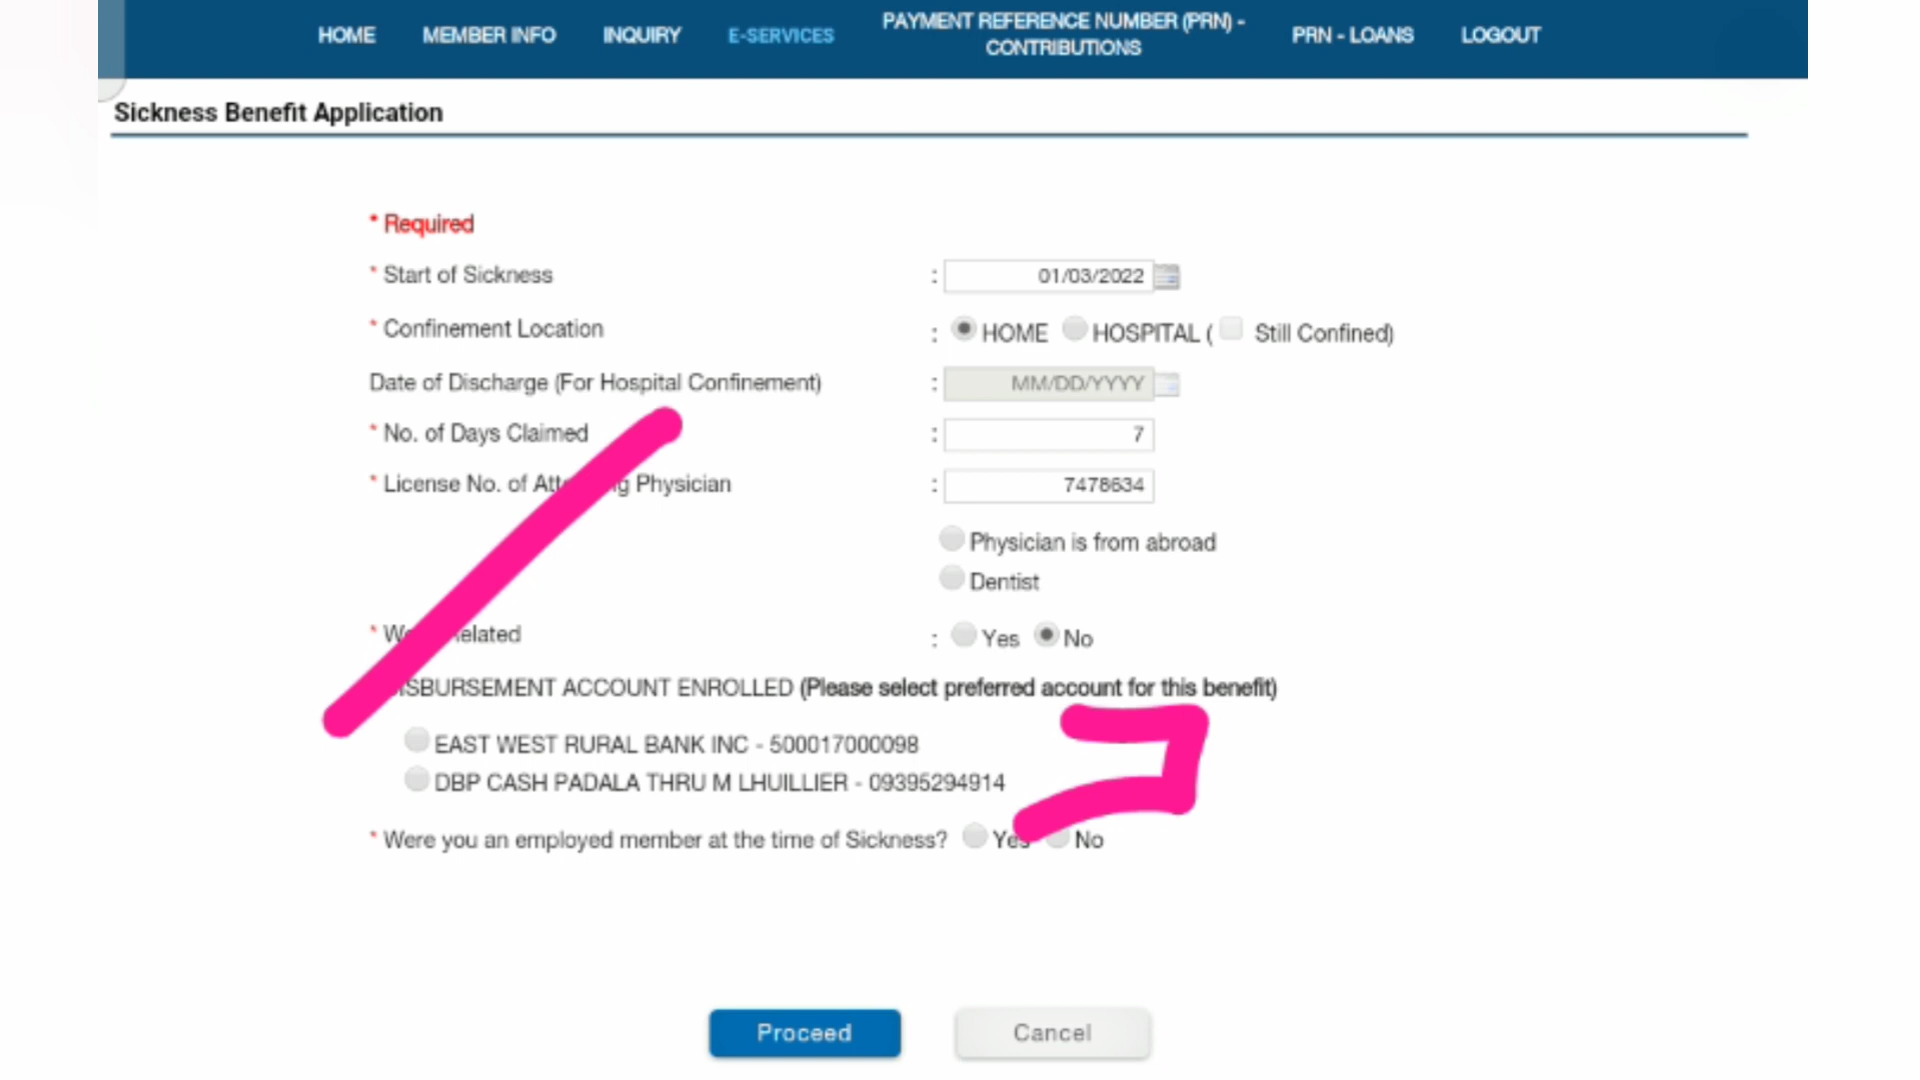 HOME MEMBER INFO INQUIRY E-SERVICES PAYMENT REFERENCE NUMBER (PRN) - CONTRIBUTIONS PRN - LOANS LOGOUT
Sickness Benefit Application
* Required
* Start of Sickness : 01/03/2022
* Confinement Location : HOME HOSPITAL ( Still Confined)
Date of Discharge (For Hospital Confinement) : MM/DD/YYYY
* No. of Days Claimed : 7
* License No. of Physician : 7478634
Physician is from abroad
Dentist
* : Yes No
ACCOUNT ENROLLED (Please select preferred account for this benefit)
EAST WEST RURAL BANK INC - 500017000098
DBP CASH PADALA THRU M LHUILLIER - 09395294914
* Were you an employed member at the time of Sickness? Yes No
Proceed Cancel